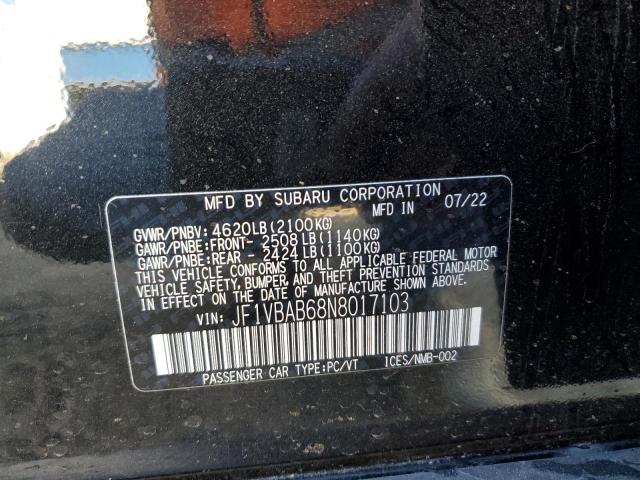 MFD BY SUBARU CORPORATION
MFD IN 07/22
GVWR/PNBV: 4620LB(2100KG)
GAWR/PNBE:FRONT- 2508LB(1140KG)
GAWR/PNBE:REAR - 2424LB(1100KG)
THIS VEHICLE CONFORMS TO ALL APPLICABLE FEDERAL MOTOR
VEHICLE SAFETY, BUMPER, AND THEFT PREVENTION STANDARDS
IN EFFECT ON THE DATE OF MANUFACTURE SHOWN ABOVE.
VIN: JF1VBAB68N8017103
PASSENGER CAR TYPE:PC/VT ICES/NMB-002